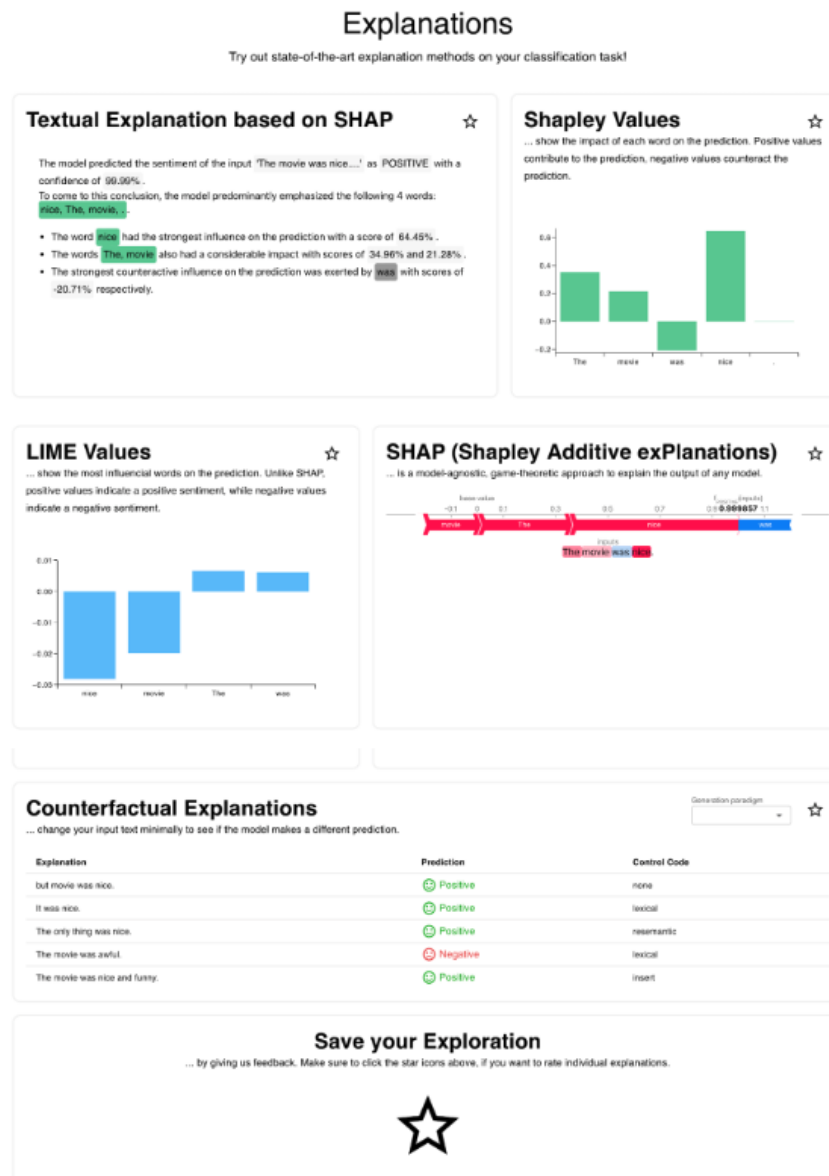 Explanations
Try out state-of-the-art explanation methods on your classification task!
Textual Explanation based on SHAP
The model predicted the sentiment of the input 'The movie was nice....' as POSITIVE with a
confidence of 99.99% .
To come to this conclusion, the model predominantly emphasized the following 4 words:
nice, The, movie, ..
• The word nice had the strongest influence on the prediction with a score of 64.45% .
• The words The, movie also had a considerable impact with scores of 34.96% and 21.28% .
• The strongest counteractive influence on the prediction was exerted by was with scores of
-20.71% respectively.
Shapley Values
... show the impact of each word on the prediction. Positive values
contribute to the prediction, negative values counteract the
prediction.
0.6
0.4
0.2
0.0
-0.2
The movie was nice .
LIME Values
... show the most influencial words on the prediction. Unlike SHAP,
positive values indicate a positive sentiment, while negative values
indicate a negative sentiment.
0.01
0.00
-0.01
-0.02
-0.03
nice movie The was
SHAP (Shapley Additive exPlanations)
... is a model-agnostic, game-theoretic approach to explain the output of any model.
base value
-0.1 0 0.1 0.3 0.5 0.7 0.9 0.999857 1.1
movie The nice was
inputs
The movie was nice.
Counterfactual Explanations
... change your input text minimally to see if the model makes a different prediction.
Generation paradigm
Explanation Prediction Control Code
but movie was nice. Positive none
It was nice. Positive lexical
The only thing was nice. Positive resemantic
The movie was awful. Negative lexical
The movie was nice and funny. Positive insert
Save your Exploration
... by giving us feedback. Make sure to click the star icons above, if you want to rate individual explanations.